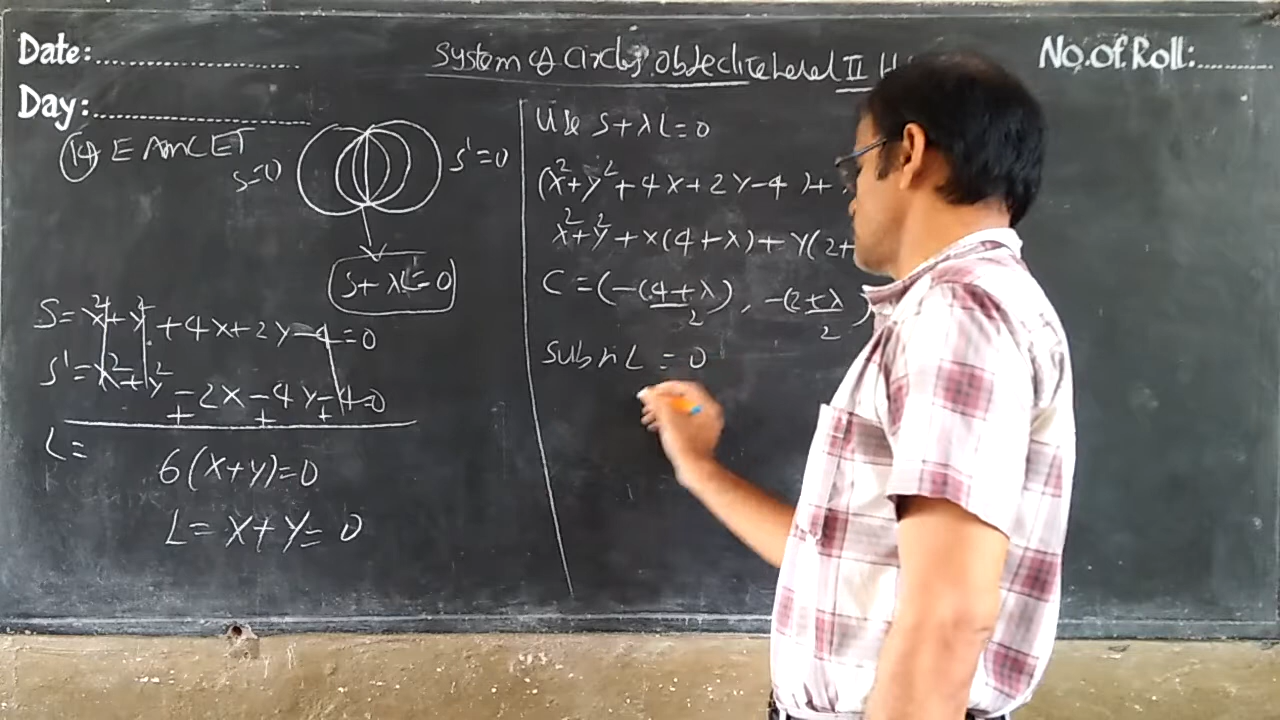 Date:........................
Day:........................
System of Circles Objective Level II H
No.of.Roll:..........
14 EAMCET
S=0
S'=0
S+λL=0
S=x²+y²+4x+2y-4=0
S'=x²+y²
-2x-4y-4=0
+ + +
L=
6(x+y)=0
L=x+y=0
Use S+λL=0
(x²+y²+4x+2y-4)+
x²+y²+x(4+λ)+y(2+
C=(-(4+λ)/2, -(2+λ)/2)
Sub in L=0